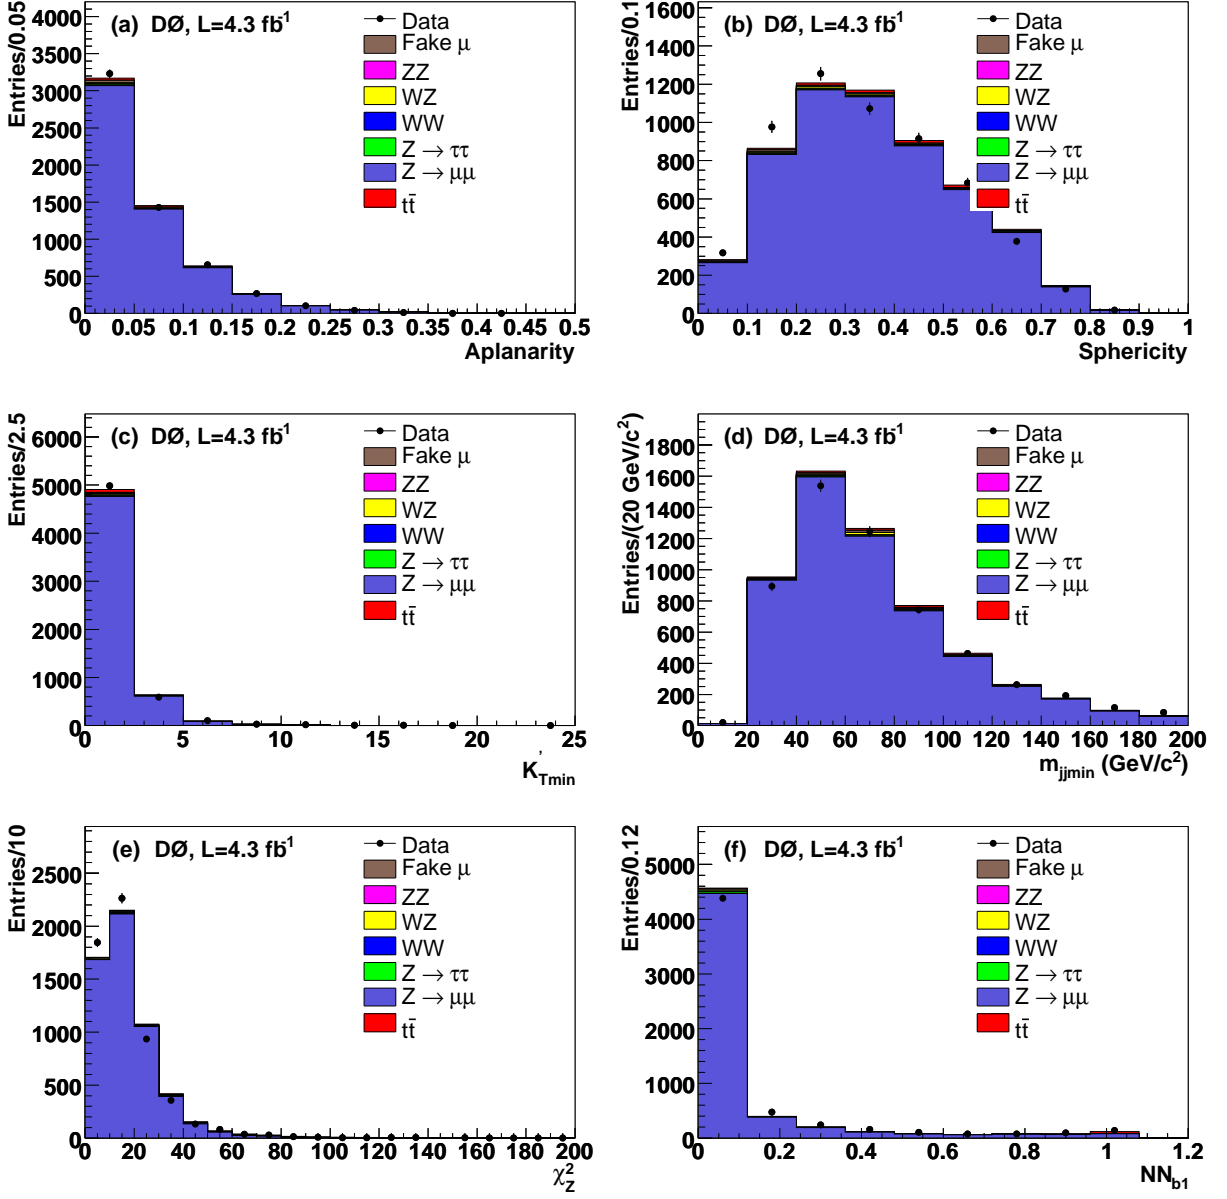 (a) DØ, L=4.3 fb⁻¹
Entries/0.05
4000
3500
3000
2500
2000
1500
1000
500
0
Data
Fake μ
ZZ
WZ
WW
Z → ττ
Z → μμ
tt̄
0 0.05 0.1 0.15 0.2 0.25 0.3 0.35 0.4 0.45 0.5
Aplanarity
(b) DØ, L=4.3 fb⁻¹
Entries/0.1
1600
1400
1200
1000
800
600
400
200
0
Data
Fake μ
ZZ
WZ
WW
Z → ττ
Z → μμ
tt̄
0 0.1 0.2 0.3 0.4 0.5 0.6 0.7 0.8 0.9 1
Sphericity
(c) DØ, L=4.3 fb⁻¹
Entries/2.5
6000
5000
4000
3000
2000
1000
0
Data
Fake μ
ZZ
WZ
WW
Z → ττ
Z → μμ
tt̄
0 5 10 15 20 25
K'Tmin
(d) DØ, L=4.3 fb⁻¹
Entries/(20 GeV/c²)
1800
1600
1400
1200
1000
800
600
400
200
0
Data
Fake μ
ZZ
WZ
WW
Z → ττ
Z → μμ
tt̄
0 20 40 60 80 100 120 140 160 180 200
mjjmin (GeV/c²)
(e) DØ, L=4.3 fb⁻¹
Entries/10
2500
2000
1500
1000
500
0
Data
Fake μ
ZZ
WZ
WW
Z → ττ
Z → μμ
tt̄
0 20 40 60 80 100 120 140 160 180 200
χ²Z
(f) DØ, L=4.3 fb⁻¹
Entries/0.12
5000
4000
3000
2000
1000
0
Data
Fake μ
ZZ
WZ
WW
Z → ττ
Z → μμ
tt̄
0 0.2 0.4 0.6 0.8 1 1.2
NNb1